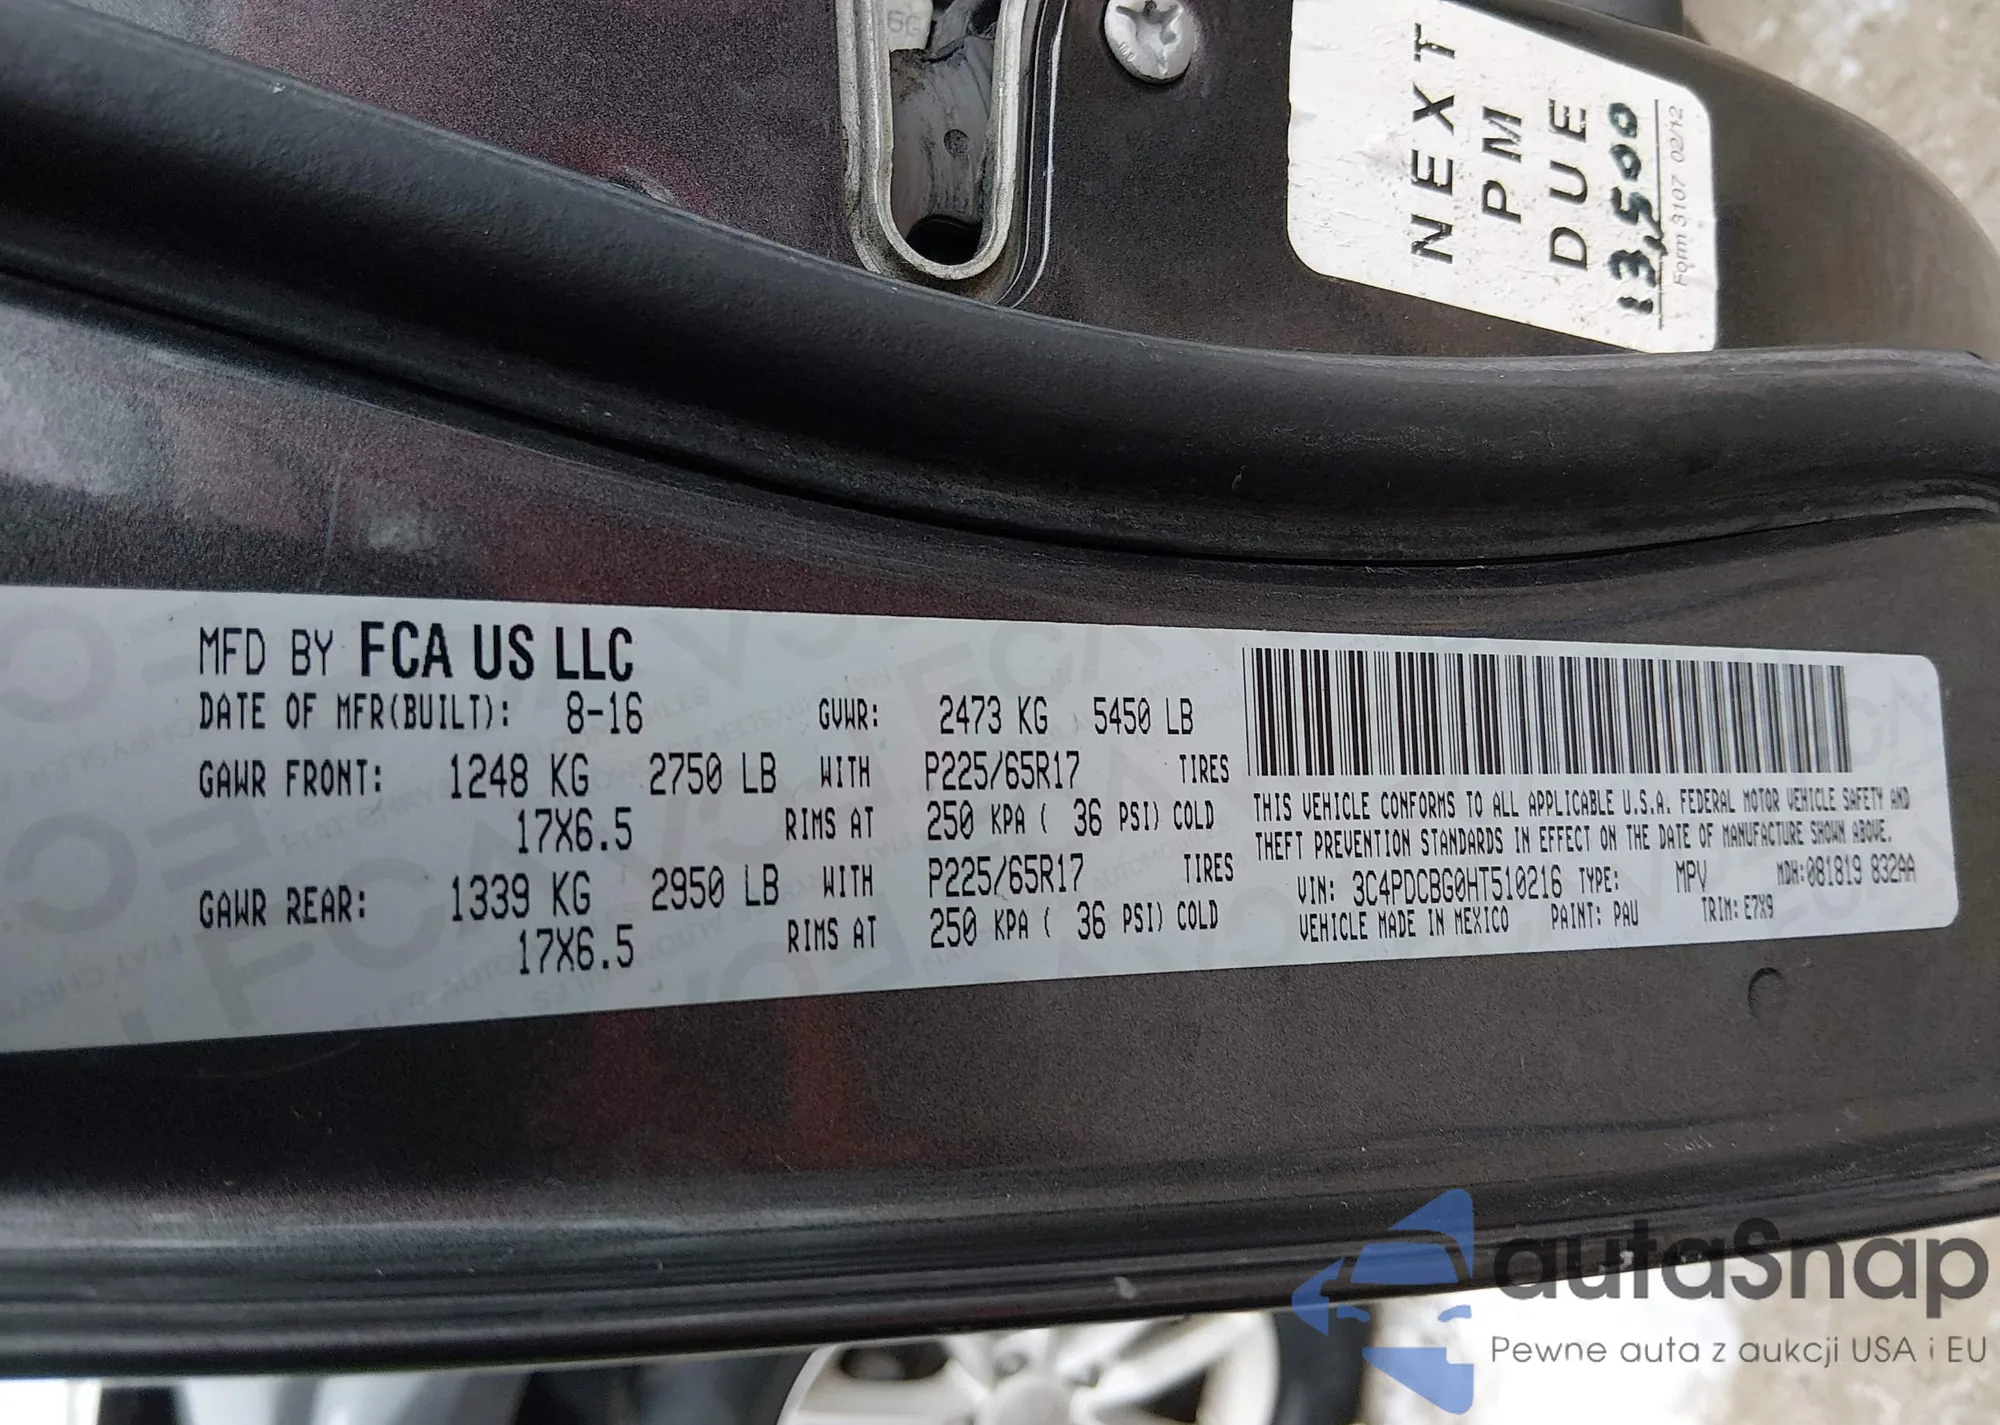 NEXT
PM
DUE
13,500
Form 3107 02/12
MFD BY FCA US LLC
DATE OF MFR(BUILT): 8-16 GVWR: 2473 KG 5450 LB
GAWR FRONT: 1248 KG 2750 LB WITH P225/65R17 TIRES
17X6.5 RIMS AT 250 KPA ( 36 PSI) COLD
GAWR REAR: 1339 KG 2950 LB WITH P225/65R17 TIRES
17X6.5 RIMS AT 250 KPA ( 36 PSI) COLD
THIS VEHICLE CONFORMS TO ALL APPLICABLE U.S.A. FEDERAL MOTOR VEHICLE SAFETY AND
THEFT PREVENTION STANDARDS IN EFFECT ON THE DATE OF MANUFACTURE SHOWN ABOVE.
VIN: 3C4PDCBG0HT510216 TYPE: MPV MDH:081819 832AA
VEHICLE MADE IN MEXICO PAINT: PAU TRIM: E7X9
autoSnap
Pewne auta z aukcji USA i EU